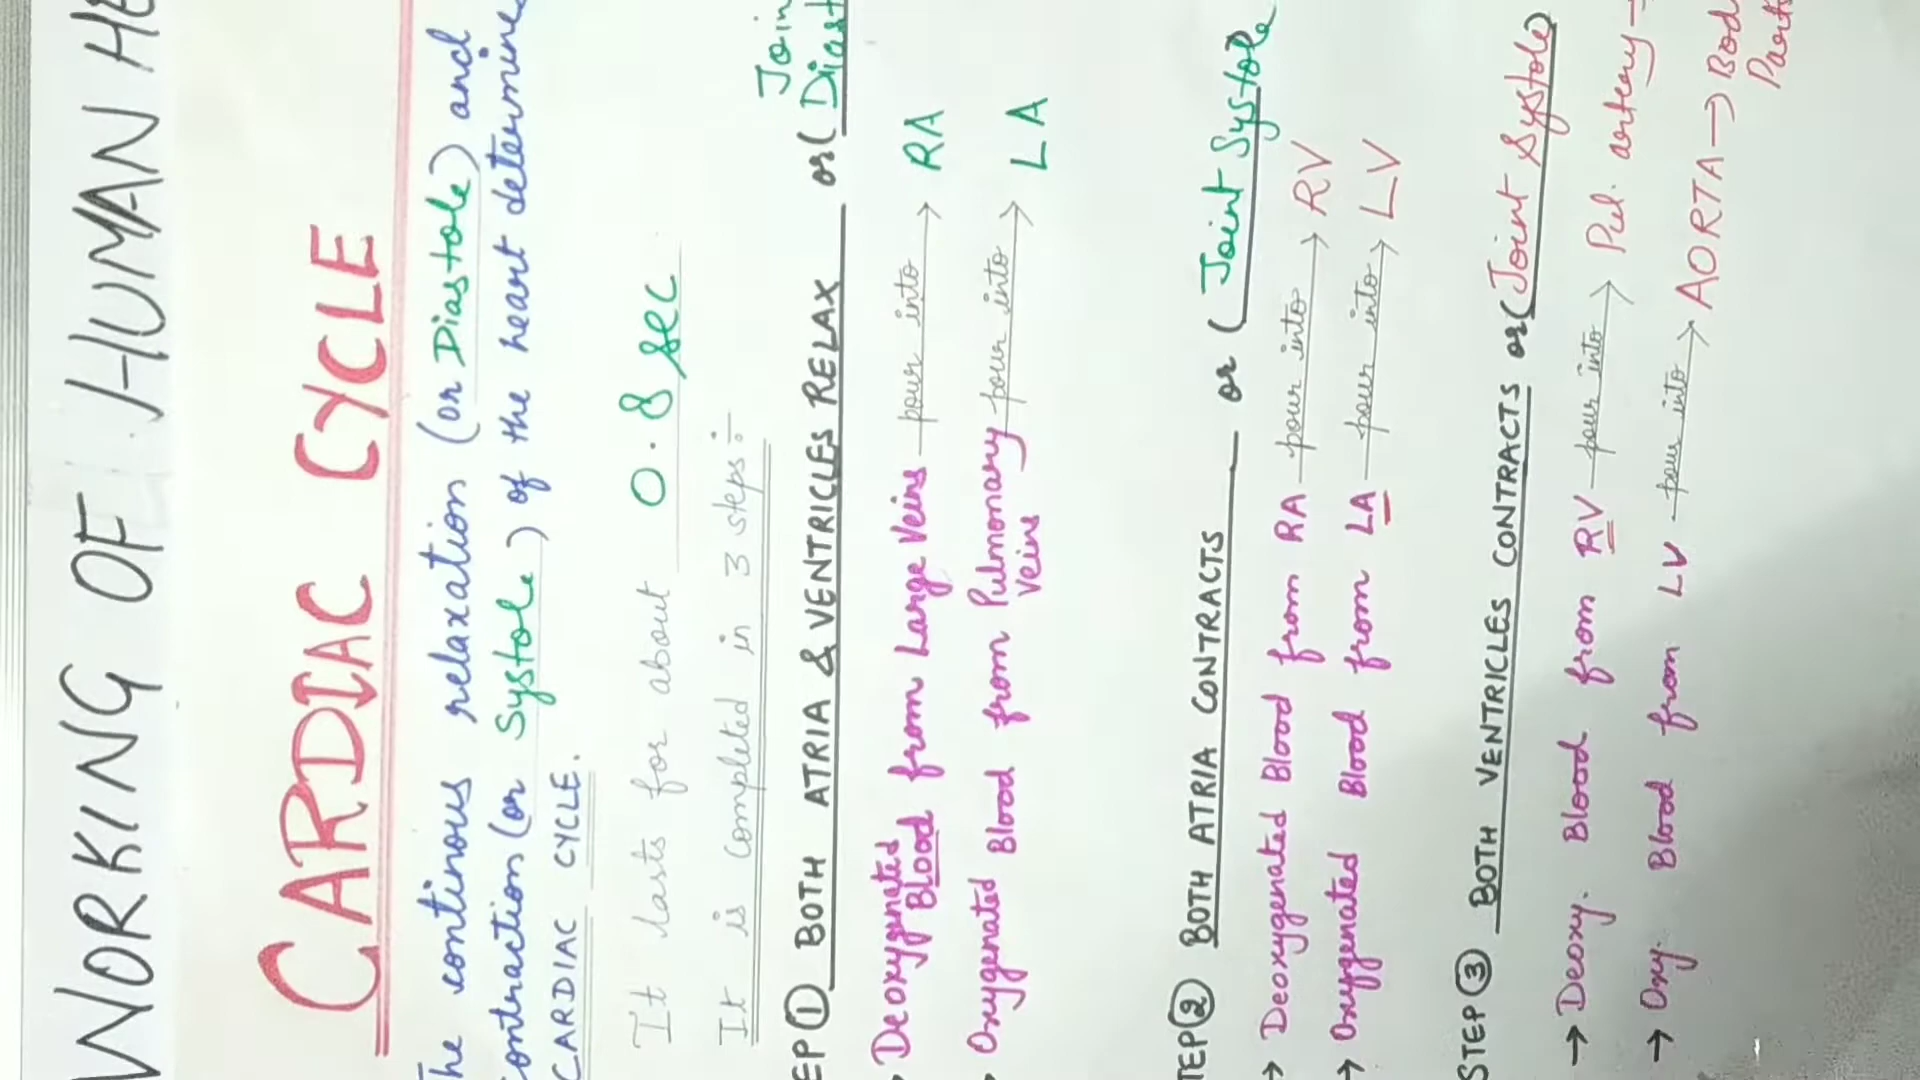 WORKING OF HUMAN HE
CARDIAC CYCLE
The continous relaxation (or Diastole) and
contraction (or Systole) of the heart determines
CARDIAC CYCLE.
It lasts for about 0.8 sec
It is completed in 3 steps:
EP ① BOTH ATRIA & VENTRICLES RELAX or (Join
Diast
Deoxygenated Blood from Large Veins pour into → RA
Oxygenated Blood from Pulmonary Veins pour into → LA
TEP ② BOTH ATRIA CONTRACTS or (Joint Systole
→ Deoxygenated Blood from RA pour into → RV
→ Oxygenated Blood from LA pour into → LV
STEP ③ BOTH VENTRICLES CONTRACTS or (Joint Systole)
→ Deoxy. Blood from RV pour into → Pul. artery →
→ Oxy. Blood from LV pour into → AORTA → Bod
Part